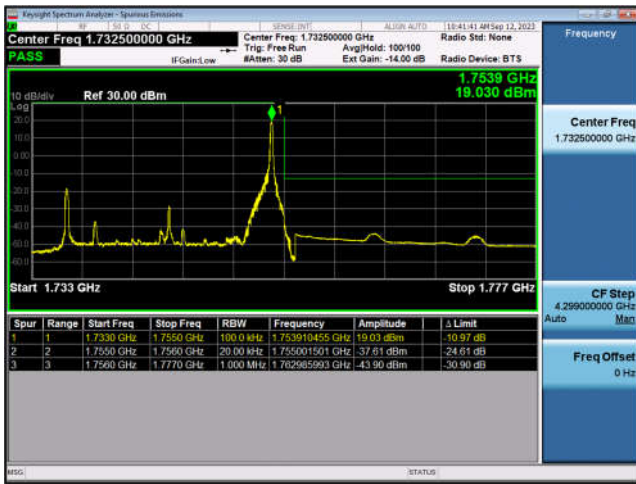 Keysight Spectrum Analyzer - Spurious Emissions
RF 50 Ω DC SENSE:INT ALIGN AUTO 10:41:41 AM Sep 12, 2023
Center Freq 1.732500000 GHz
PASS
IFGain:Low
Center Freq: 1.732500000 GHz
Trig: Free Run Avg|Hold: 100/100
#Atten: 30 dB Ext Gain: -14.00 dB
Radio Std: None
Radio Device: BTS
Frequency
10 dB/div Ref 30.00 dBm
Log
1.7539 GHz
19.030 dBm
1
20.0
10.0
0.00
-10.0
-20.0
-30.0
-40.0
-50.0
-60.0
Start 1.733 GHz Stop 1.777 GHz
Spur Range Start Freq Stop Freq RBW Frequency Amplitude Δ Limit
1 1 1.7330 GHz 1.7550 GHz 100.0 kHz 1.753910455 GHz 19.03 dBm -10.97 dB
2 2 1.7550 GHz 1.7560 GHz 20.00 kHz 1.755001501 GHz -37.61 dBm -24.61 dB
3 3 1.7560 GHz 1.7770 GHz 1.000 MHz 1.762985993 GHz -43.90 dBm -30.90 dB
Center Freq
1.732500000 GHz
CF Step
4.299000000 GHz
Auto Man
Freq Offset
0 Hz
MSG STATUS